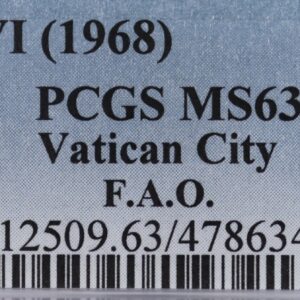 VI (1968)
PCGS MS63
Vatican City
F.A.O.
12509.63/478634